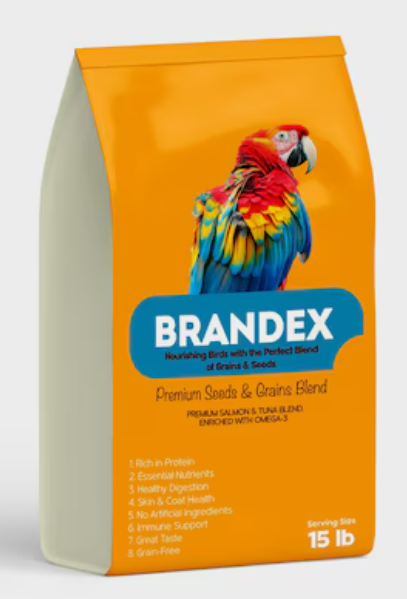 BRANDEX
Nourishing Birds with the Perfect Blend
of Grains & Seeds
Premium Seeds & Grains Blend
PREMIUM SALMON & TUNA BLEND,
ENRICHED WITH OMEGA-3
1. Rich in Protein
2. Essential Nutrients
3. Healthy Digestion
4. Skin & Coat Health
5. No Artificial Ingredients
6. Immune Support
7. Great Taste
8. Grain-Free
Serving Size
15 lb